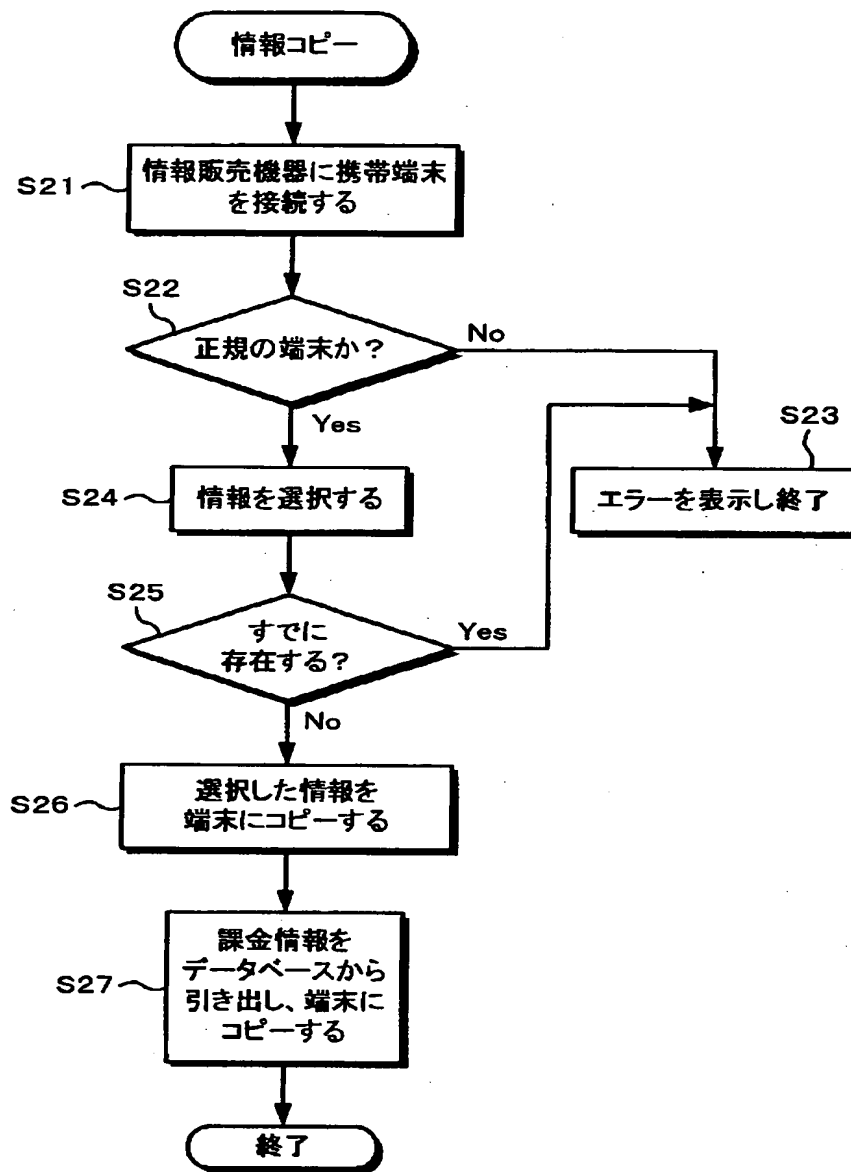 情報コピー
S21
情報販売機器に携帯端末
を接続する
S22
正規の端末か？
No
Yes
S23
エラーを表示し終了
S24
情報を選択する
S25
すでに
存在する？
Yes
No
S26
選択した情報を
端末にコピーする
S27
課金情報を
データベースから
引き出し、端末に
コピーする
終了